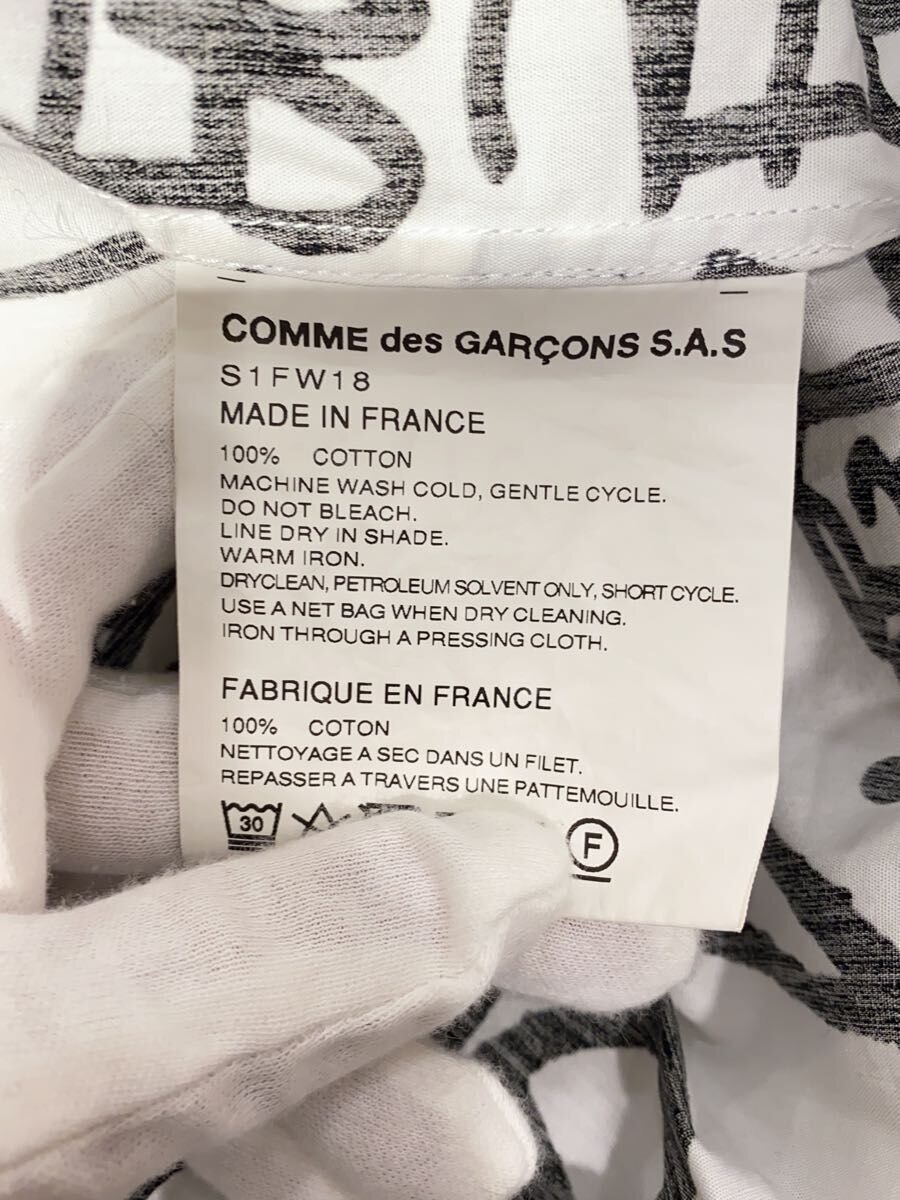 COMME des GARÇONS S.A.S
S1FW18
MADE IN FRANCE
100% COTTON
MACHINE WASH COLD, GENTLE CYCLE.
DO NOT BLEACH.
LINE DRY IN SHADE.
WARM IRON.
DRYCLEAN, PETROLEUM SOLVENT ONLY, SHORT CYCLE.
USE A NET BAG WHEN DRY CLEANING.
IRON THROUGH A PRESSING CLOTH.
FABRIQUE EN FRANCE
100% COTON
NETTOYAGE A SEC DANS UN FILET.
REPASSER A TRAVERS UNE PATTEMOUILLE.
30 F